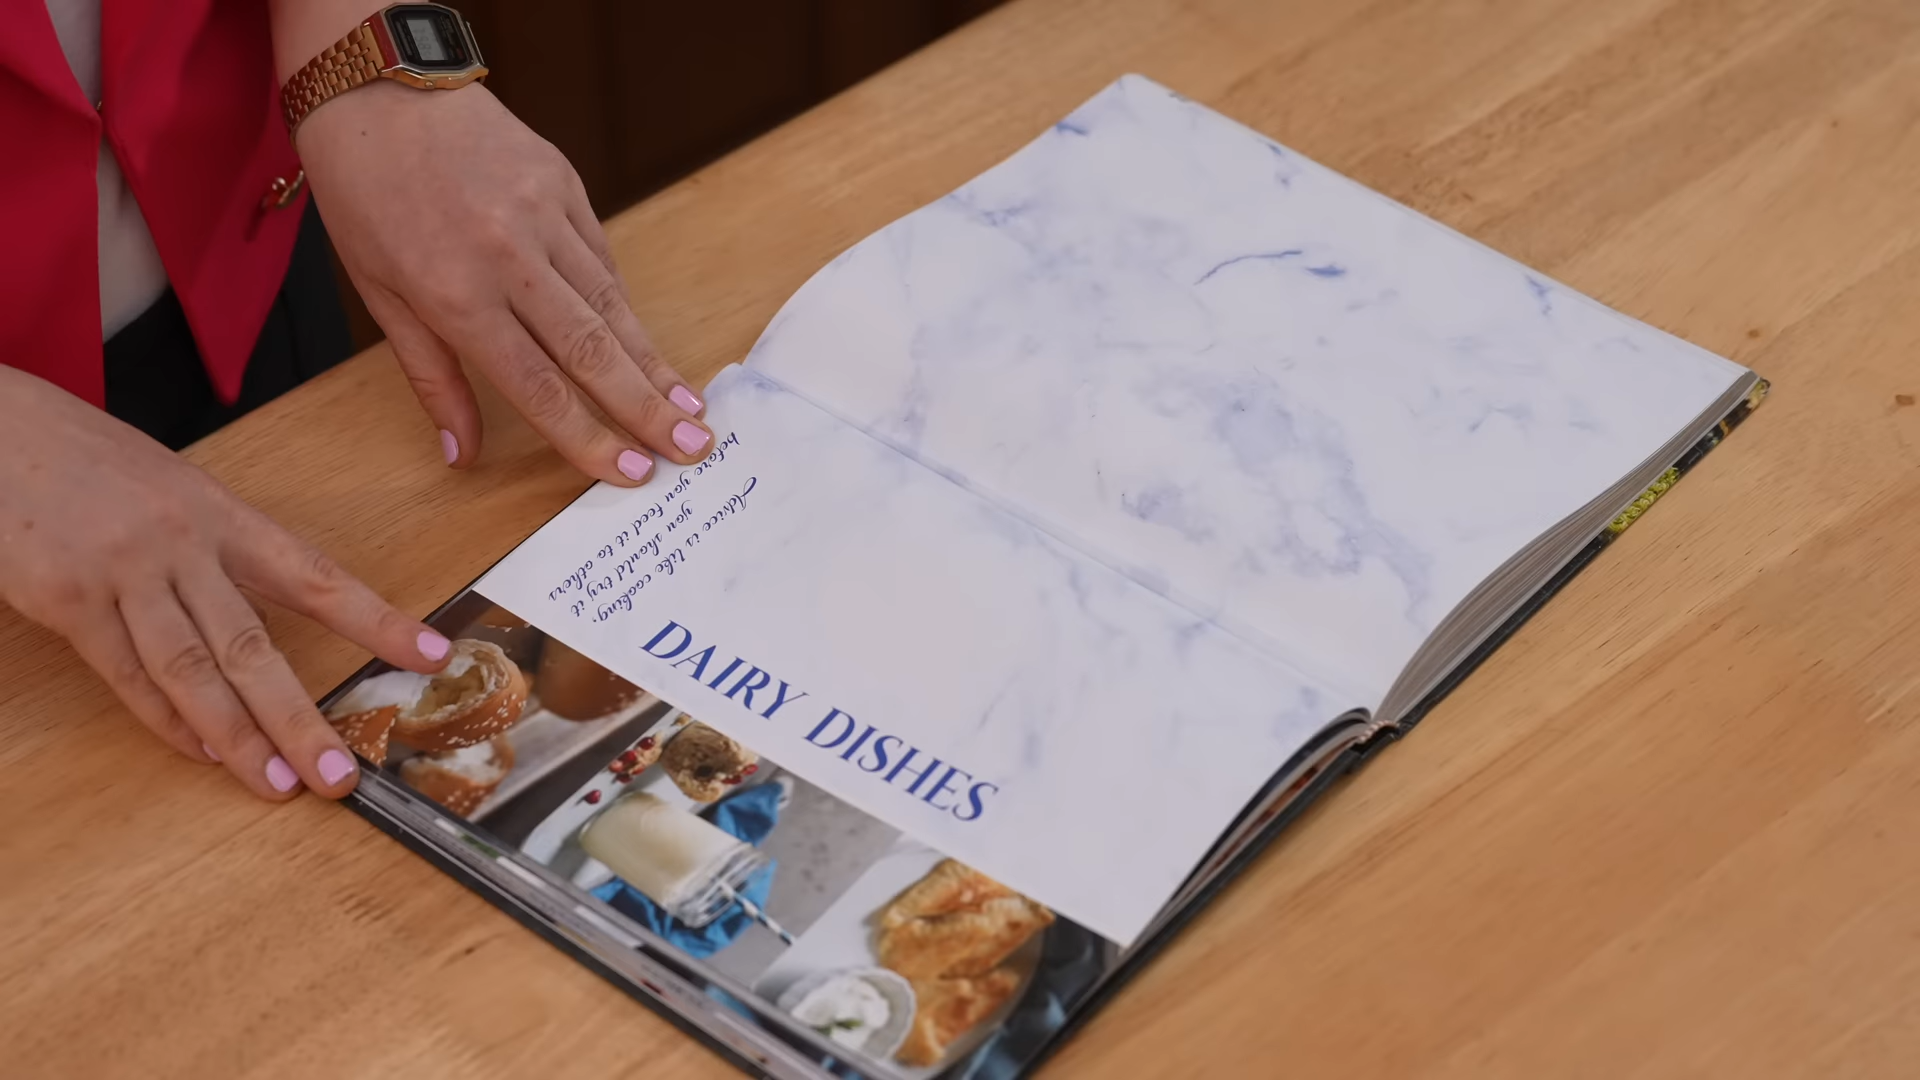 Advice is like cooking,
you should try it
before you feed it to others
DAIRY DISHES